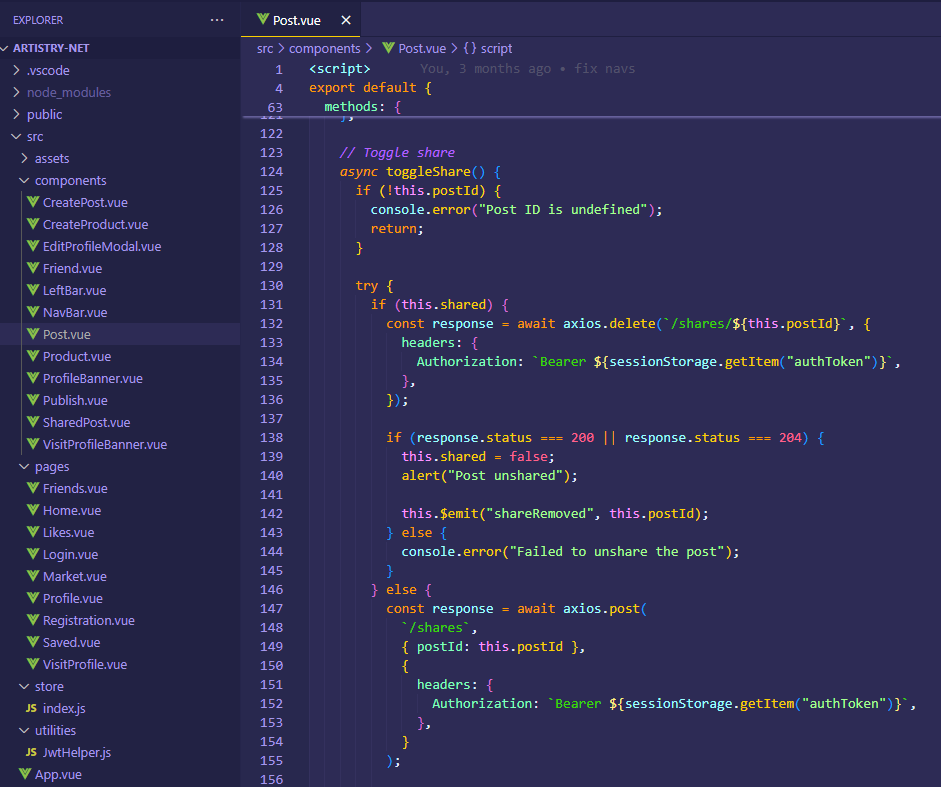 EXPLORER
ARTISTRY-NET
.vscode
node_modules
public
src
assets
components
CreatePost.vue
CreateProduct.vue
EditProfileModal.vue
Friend.vue
LeftBar.vue
NavBar.vue
Post.vue
Product.vue
ProfileBanner.vue
Publish.vue
SharedPost.vue
VisitProfileBanner.vue
pages
Friends.vue
Home.vue
Likes.vue
Login.vue
Market.vue
Profile.vue
Registration.vue
Saved.vue
VisitProfile.vue
store
JS index.js
utilities
JS JwtHelper.js
App.vue
Post.vue
src > components > Post.vue > {} script
1 <script> You, 3 months ago • fix navs
4 export default {
63 methods: {
121 },
122
123 // Toggle share
124 async toggleShare() {
125 if (!this.postId) {
126 console.error("Post ID is undefined");
127 return;
128 }
129
130 try {
131 if (this.shared) {
132 const response = await axios.delete(`/shares/${this.postId}`, {
133 headers: {
134 Authorization: `Bearer ${sessionStorage.getItem("authToken")}`,
135 },
136 });
137
138 if (response.status === 200 || response.status === 204) {
139 this.shared = false;
140 alert("Post unshared");
141
142 this.$emit("shareRemoved", this.postId);
143 } else {
144 console.error("Failed to unshare the post");
145 }
146 } else {
147 const response = await axios.post(
148 `/shares`,
149 { postId: this.postId },
150 {
151 headers: {
152 Authorization: `Bearer ${sessionStorage.getItem("authToken")}`,
153 },
154 }
155 );
156